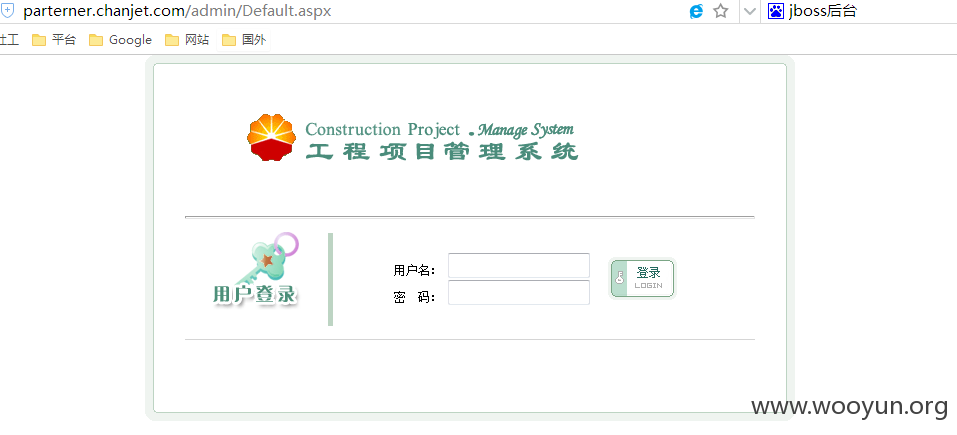 parterner.chanjet.com/admin/Default.aspx
jboss后台
社工 平台 Google 网站 国外
Construction Project . Manage System
工程项目管理系统
用户登录
用户名：
密 码：
登录
LOGIN
www.wooyun.org